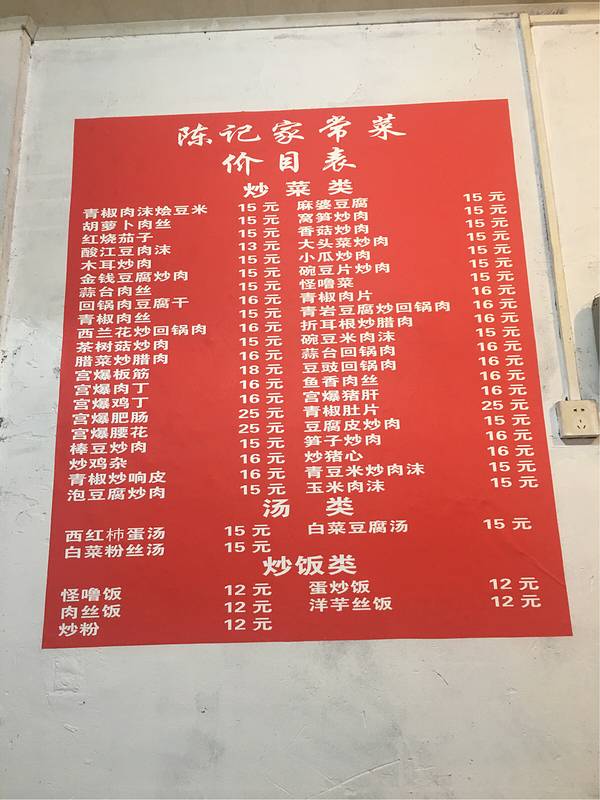 陈记家常菜
价目表
炒菜类
青椒肉沫烩豆米 15元 麻婆豆腐 15元
胡萝卜肉丝 15元 窝笋炒肉 15元
红烧茄子 15元 香菇炒肉 15元
酸江豆肉沫 13元 大头菜炒肉 15元
木耳炒肉 15元 小瓜炒肉 15元
金钱豆腐炒肉 15元 碗豆片炒肉 15元
蒜台肉丝 15元 怪噜菜 15元
回锅肉豆腐干 16元 青椒肉片 16元
青椒肉丝 15元 青岩豆腐炒回锅肉 16元
西兰花炒回锅肉 16元 折耳根炒腊肉 16元
茶树菇炒肉 15元 碗豆米肉沫 15元
腊菜炒腊肉 16元 蒜台回锅肉 16元
宫爆板筋 18元 豆豉回锅肉 16元
宫爆肉丁 16元 鱼香肉丝 15元
宫爆鸡丁 16元 宫爆猪肝 16元
宫爆肥肠 25元 青椒肚片 25元
宫爆腰花 25元 豆腐皮炒肉 15元
棒豆炒肉 15元 笋子炒肉 15元
炒鸡杂 16元 炒猪心 16元
青椒炒响皮 16元 青豆米炒肉沫 15元
泡豆腐炒肉 15元 玉米肉沫 15元
汤类
西红柿蛋汤 15元 白菜豆腐汤 15元
白菜粉丝汤 15元
炒饭类
怪噜饭 12元 蛋炒饭 12元
肉丝饭 12元 洋芋丝饭 12元
炒粉 12元